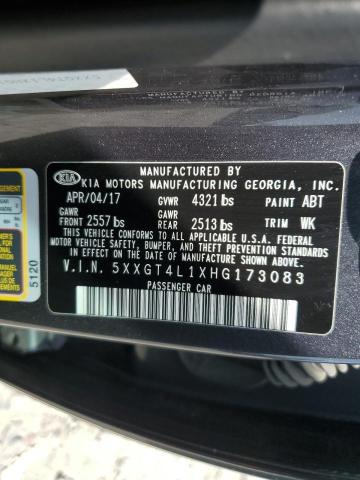 MANUFACTURED BY
KIA KIA MOTORS MANUFACTURING GEORGIA, INC.
APR/04/17 GVWR 4321 lbs PAINT ABT
GAWR GAWR
FRONT 2557 lbs REAR 2513 lbs TRIM WK
THIS VEHICLE CONFORMS TO ALL APPLICABLE U.S.A. FEDERAL
MOTOR VEHICLE SAFETY, BUMPER, AND THEFT PREVENTION
STANDARDS IN EFFECT ON THE DATE OF MANUFACTURE SHOWN ABOVE.
V.I.N. 5XXGT4L1XHG173083
PASSENGER CAR
5120